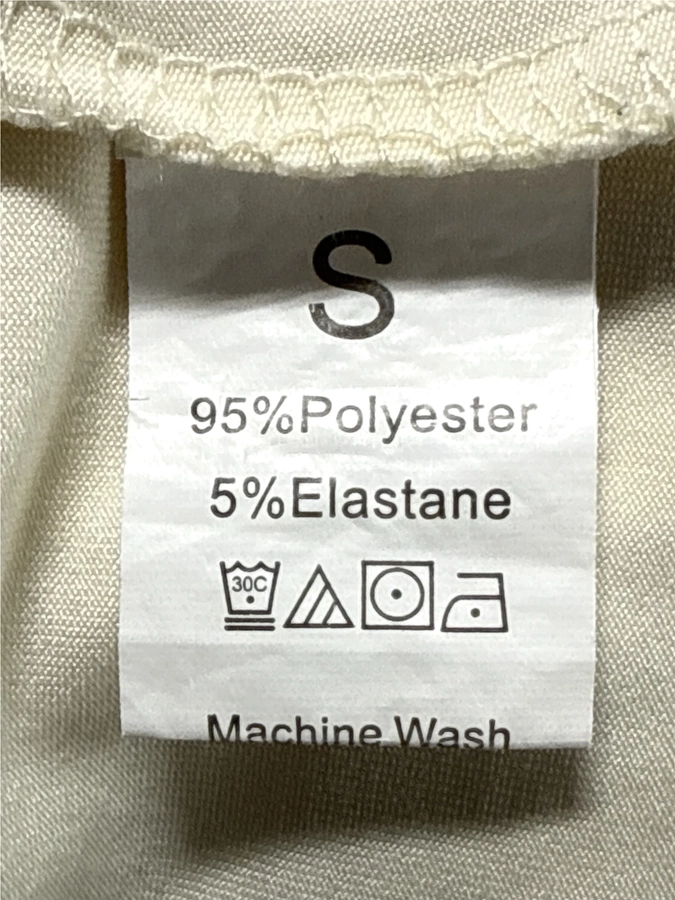 S
95%Polyester
5%Elastane
30C
Machine Wash